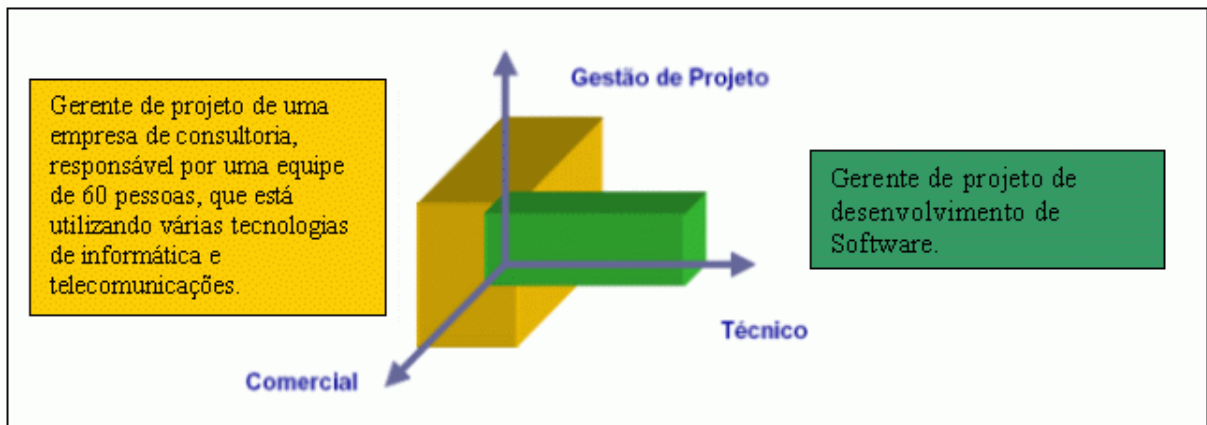 Gestão de Projeto
Gerente de projeto de uma
empresa de consultoria,
responsável por uma equipe
de 60 pessoas, que está
utilizando várias tecnologias
de informática e
telecomunicações.
Gerente de projeto de
desenvolvimento de
Software.
Técnico
Comercial